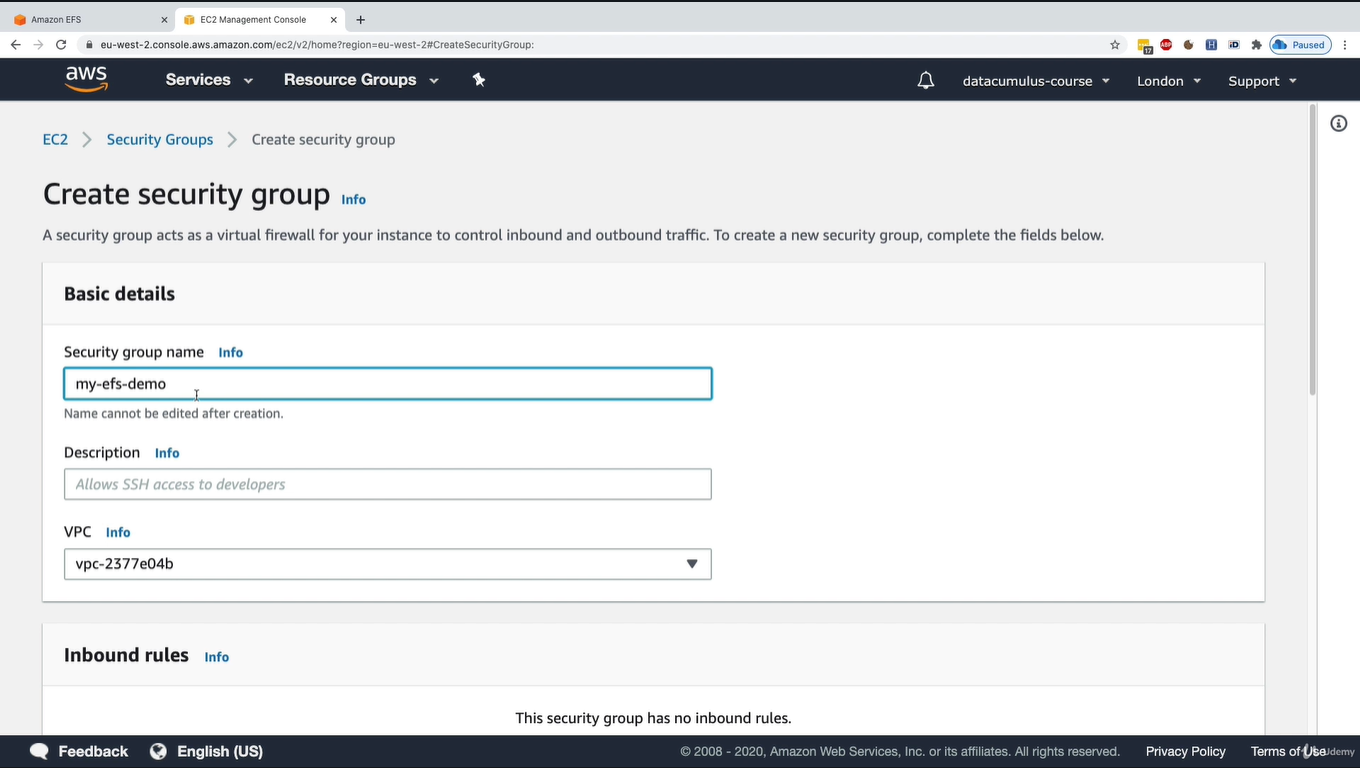 Amazon EFS
EC2 Management Console
eu-west-2.console.aws.amazon.com/ec2/v2/home?region=eu-west-2#CreateSecurityGroup:
17
ABP
H
iD
Paused
aws
Services
Resource Groups
datacumulus-course
London
Support
EC2
Security Groups
Create security group
Create security group Info
A security group acts as a virtual firewall for your instance to control inbound and outbound traffic. To create a new security group, complete the fields below.
Basic details
Security group name Info
my-efs-demo
Name cannot be edited after creation.
Description Info
Allows SSH access to developers
VPC Info
vpc-2377e04b
Inbound rules Info
This security group has no inbound rules.
Feedback
English (US)
© 2008 - 2020, Amazon Web Services, Inc. or its affiliates. All rights reserved.
Privacy Policy
Terms of Use
Udemy